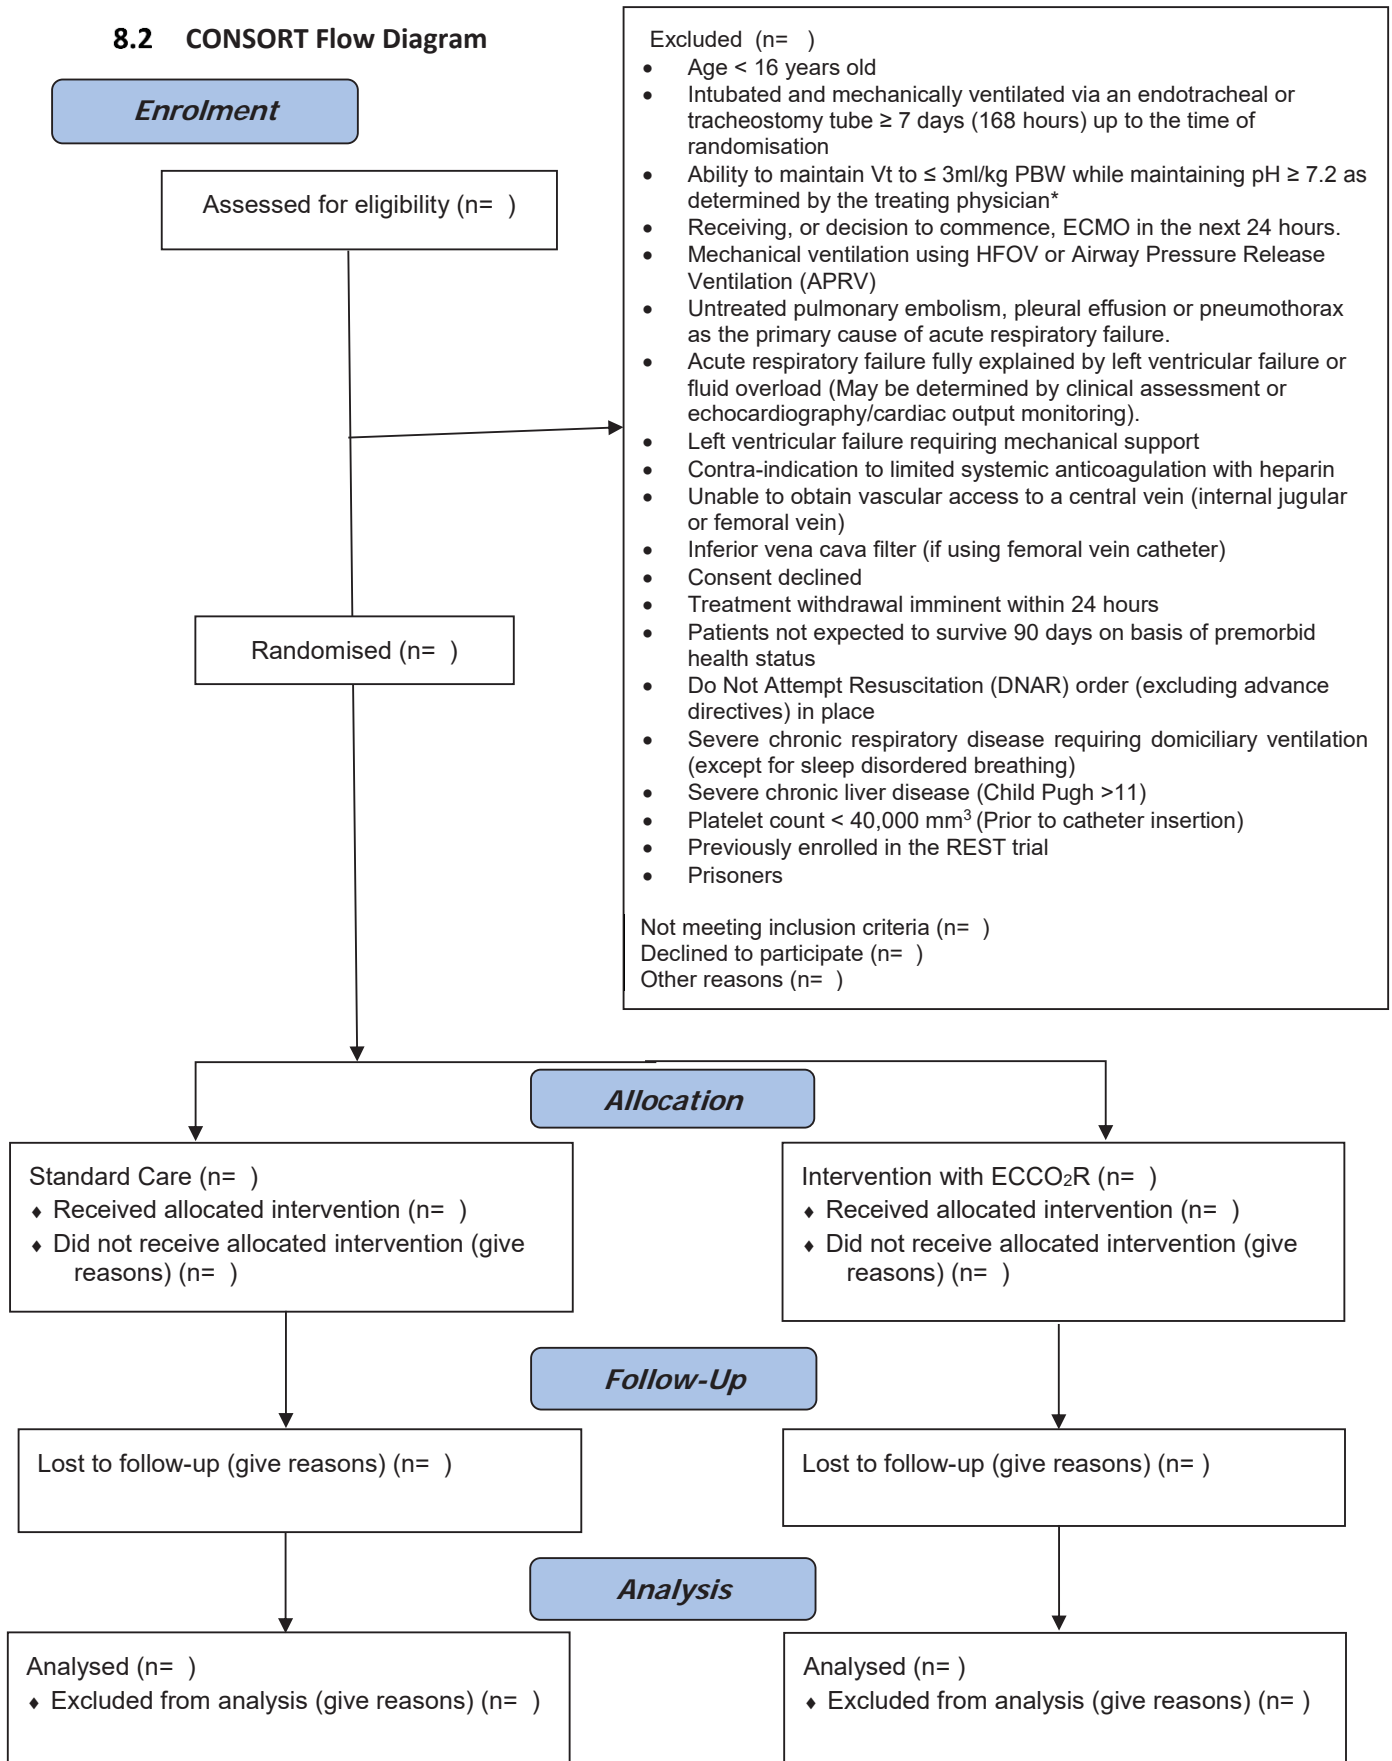 8.2 CONSORT Flow Diagram
Enrolment
Assessed for eligibility (n= )
Excluded (n= )
• Age < 16 years old
• Intubated and mechanically ventilated via an endotracheal or
tracheostomy tube ≥ 7 days (168 hours) up to the time of
randomisation
• Ability to maintain Vt to ≤ 3ml/kg PBW while maintaining pH ≥ 7.2 as
determined by the treating physician*
• Receiving, or decision to commence, ECMO in the next 24 hours.
• Mechanical ventilation using HFOV or Airway Pressure Release
Ventilation (APRV)
• Untreated pulmonary embolism, pleural effusion or pneumothorax
as the primary cause of acute respiratory failure.
• Acute respiratory failure fully explained by left ventricular failure or
fluid overload (May be determined by clinical assessment or
echocardiography/cardiac output monitoring).
• Left ventricular failure requiring mechanical support
• Contra-indication to limited systemic anticoagulation with heparin
• Unable to obtain vascular access to a central vein (internal jugular
or femoral vein)
• Inferior vena cava filter (if using femoral vein catheter)
• Consent declined
• Treatment withdrawal imminent within 24 hours
• Patients not expected to survive 90 days on basis of premorbid
health status
• Do Not Attempt Resuscitation (DNAR) order (excluding advance
directives) in place
• Severe chronic respiratory disease requiring domiciliary ventilation
(except for sleep disordered breathing)
• Severe chronic liver disease (Child Pugh >11)
• Platelet count < 40,000 mm³ (Prior to catheter insertion)
• Previously enrolled in the REST trial
• Prisoners
Not meeting inclusion criteria (n= )
Declined to participate (n= )
Other reasons (n= )
Randomised (n= )
Allocation
Standard Care (n= )
♦ Received allocated intervention (n= )
♦ Did not receive allocated intervention (give
reasons) (n= )
Intervention with ECCO₂R (n= )
♦ Received allocated intervention (n= )
♦ Did not receive allocated intervention (give
reasons) (n= )
Follow-Up
Lost to follow-up (give reasons) (n= )
Lost to follow-up (give reasons) (n= )
Analysis
Analysed (n= )
♦ Excluded from analysis (give reasons) (n= )
Analysed (n= )
♦ Excluded from analysis (give reasons) (n= )